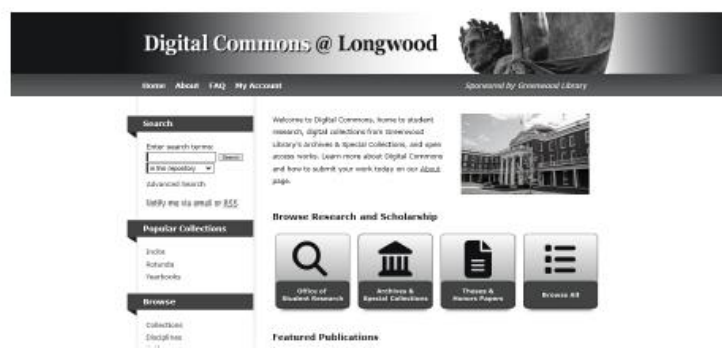 Digital Commons @ Longwood
Home About FAQ My Account
Sponsored by Greenwood Library
Search
Enter search terms:
Search
in this repository
Advanced Search
Notify me via email or RSS
Popular Collections
Rotunda
Yearbooks
Browse
Collections
Disciplines
Welcome to Digital Commons, home to student
research, digital collections from Greenwood
Library's Archives & Special Collections, and open
access works. Learn more about Digital Commons
and how to submit your work today on our About
page.
Browse Research and Scholarship
Office of
Student Research
Archives &
Special Collections
Theses &
Honors Papers
Browse All
Featured Publications